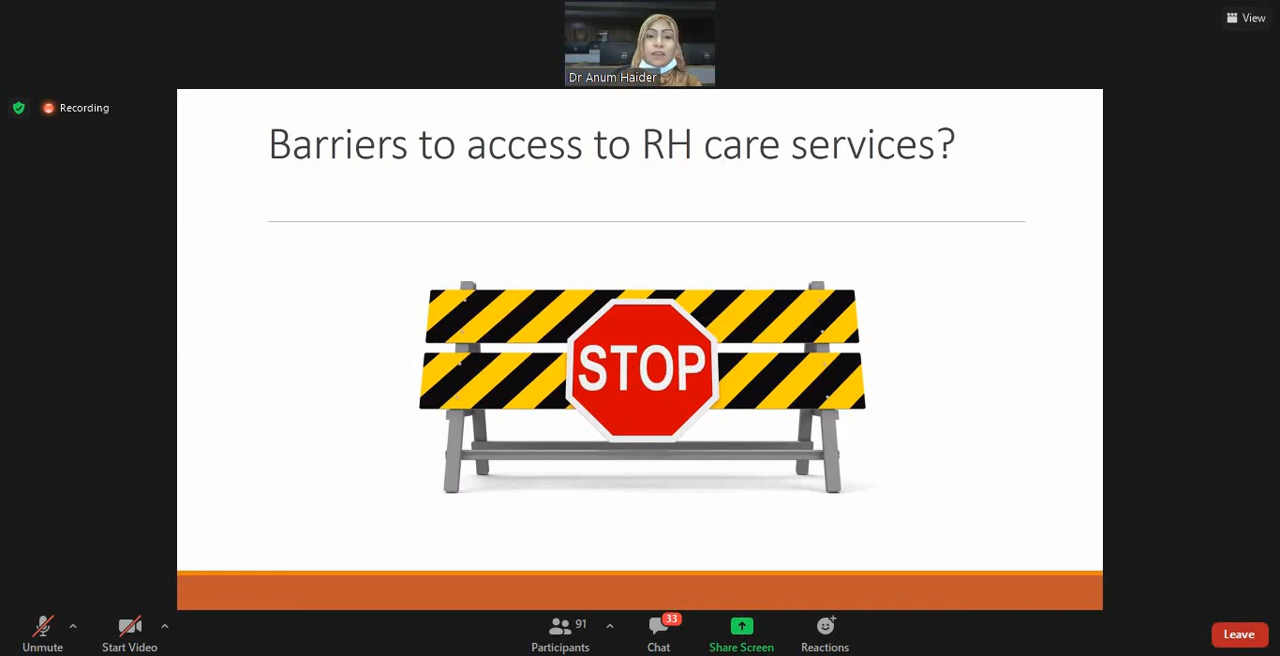 View
Dr Anum Haider
Recording
Barriers to access to RH care services?
STOP
Unmute
Start Video
91
Participants
33
Chat
Share Screen
Reactions
Leave